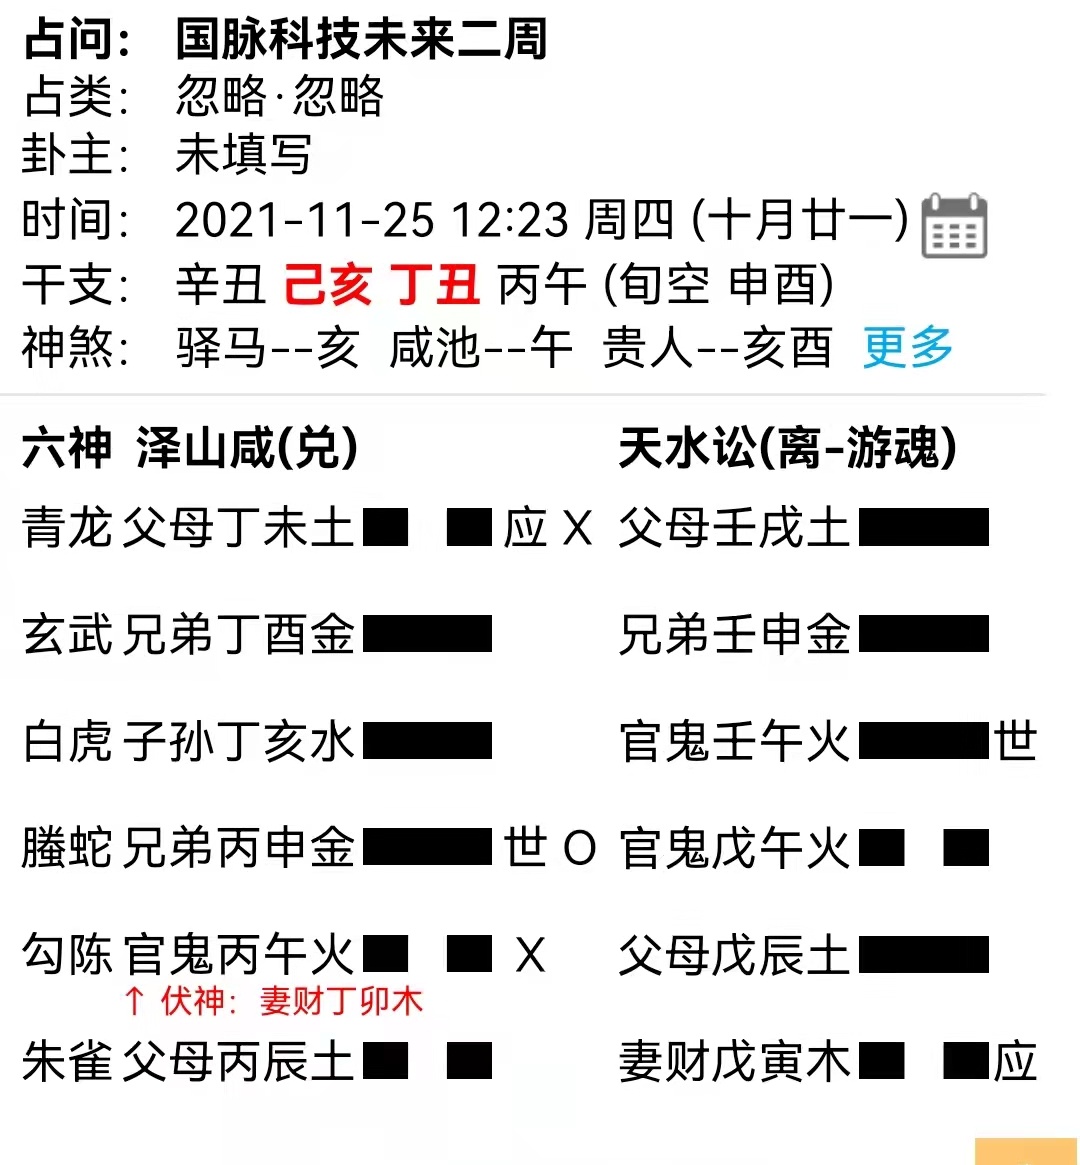 占问： 国脉科技未来二周
占类： 忽略·忽略
卦主： 未填写
时间： 2021-11-25 12:23 周四 (十月廿一)
干支： 辛丑 己亥 丁丑 丙午 (旬空 申酉)
神煞： 驿马--亥 咸池--午 贵人--亥酉 更多
六神 泽山咸(兑) 天水讼(离-游魂)
青龙 父母丁未土 应 X 父母壬戌土
玄武 兄弟丁酉金 兄弟壬申金
白虎 子孙丁亥水 官鬼壬午火 世
螣蛇 兄弟丙申金 世 O 官鬼戊午火
勾陈 官鬼丙午火 X 父母戊辰土
↑ 伏神：妻财丁卯木
朱雀 父母丙辰土 妻财戊寅木 应